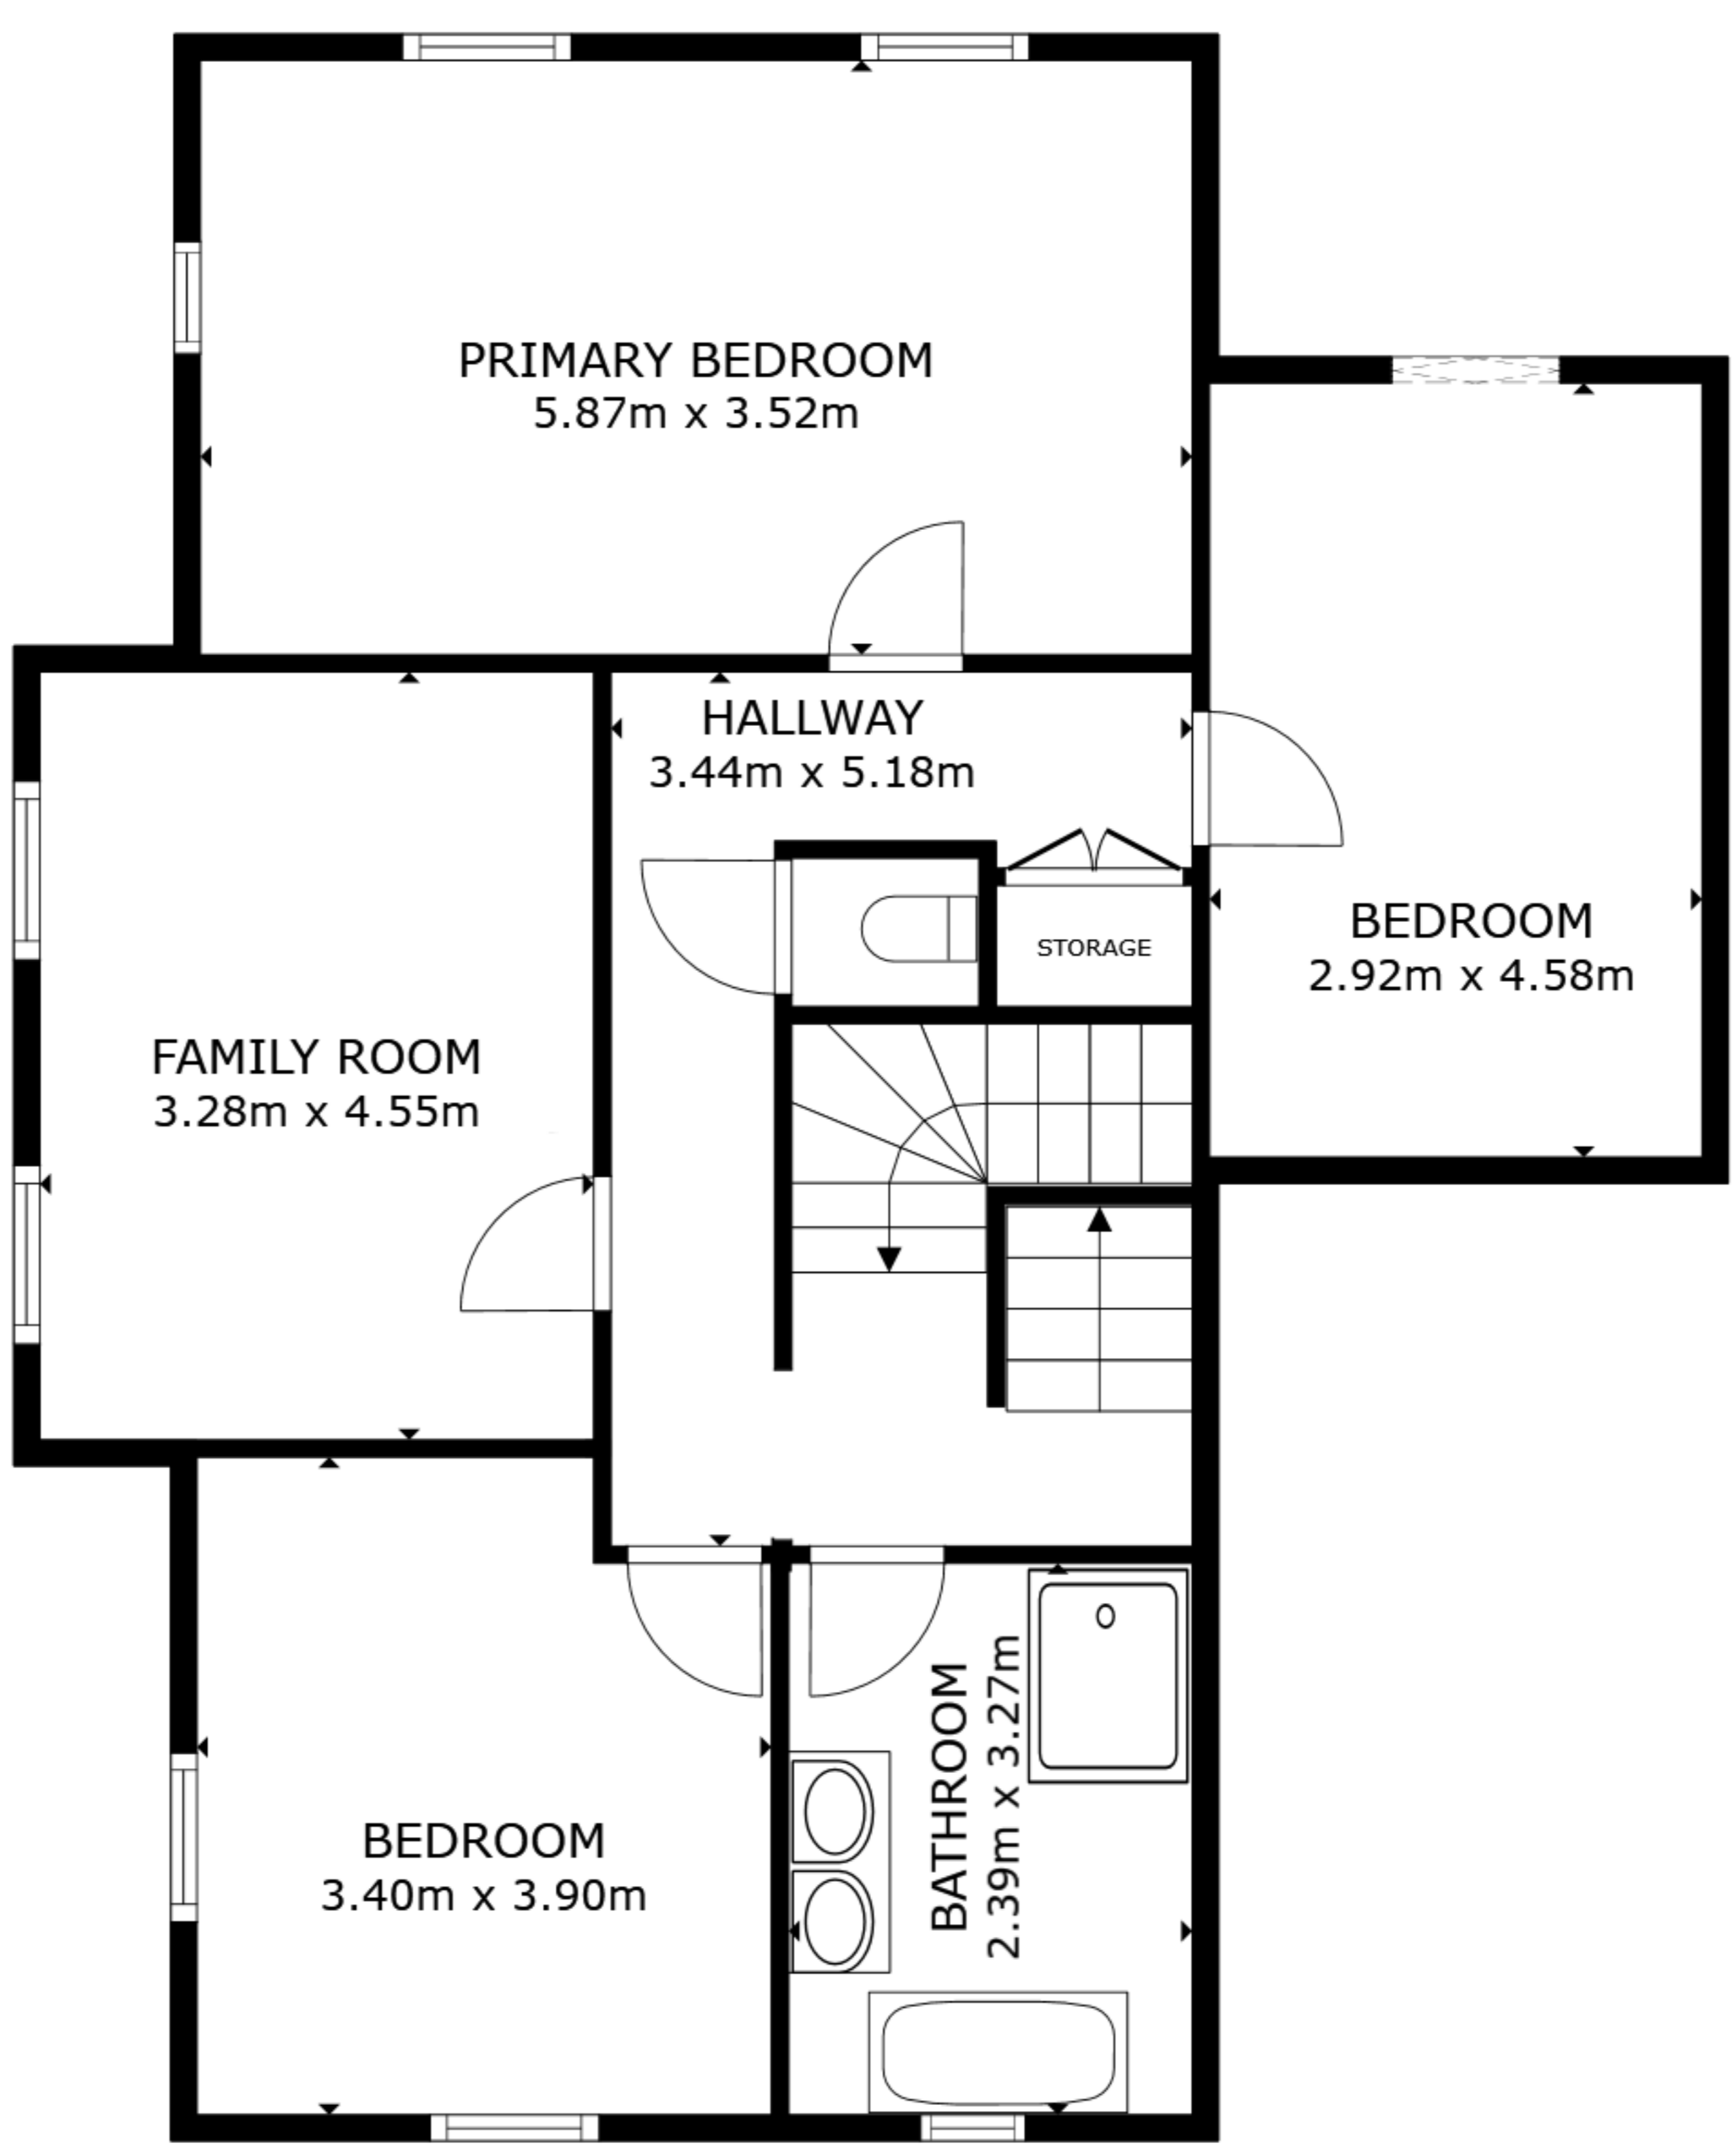 PRIMARY BEDROOM
5.87m x 3.52m
HALLWAY
3.44m x 5.18m
STORAGE
BEDROOM
2.92m x 4.58m
FAMILY ROOM
3.28m x 4.55m
BEDROOM
3.40m x 3.90m
BATHROOM
2.39m x 3.27m